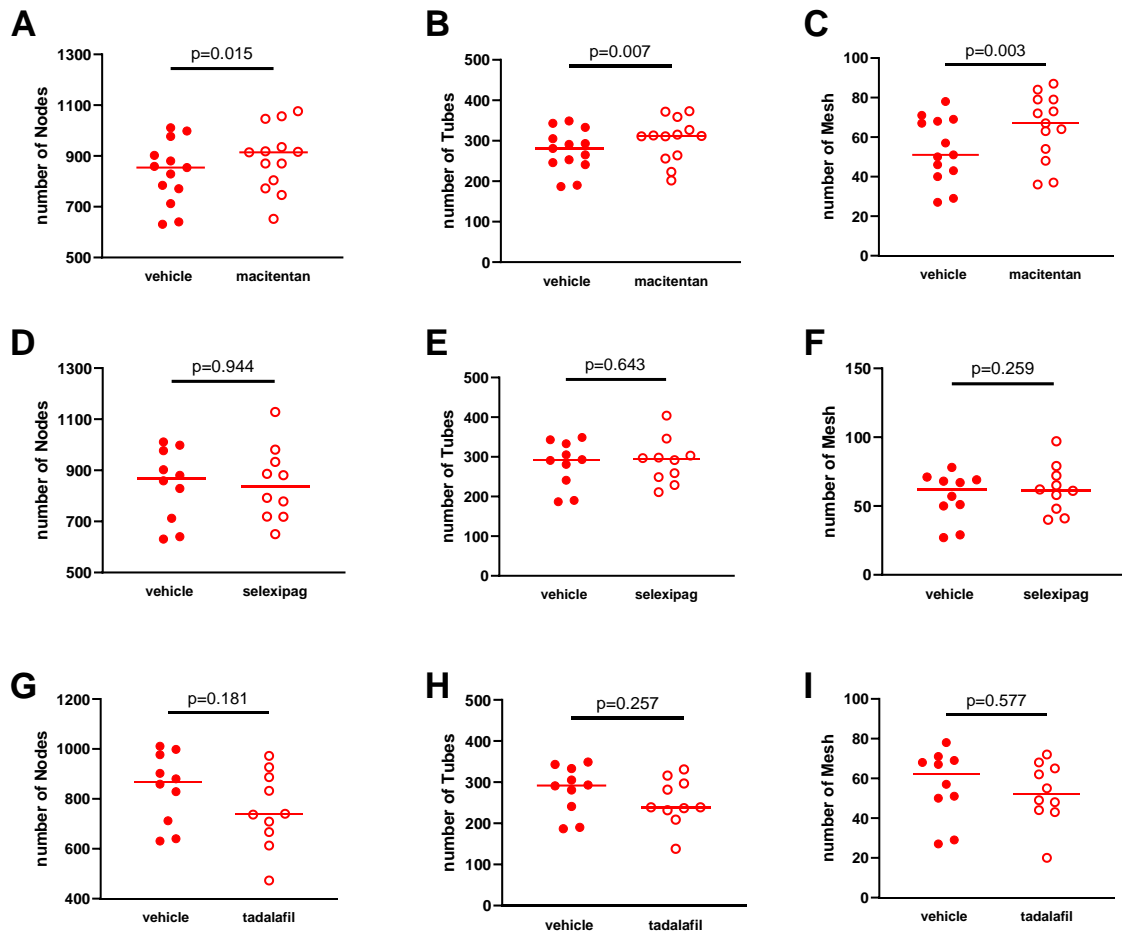 A
p=0.015
number of Nodes
1300
1100
900
700
500
vehicle
macitentan
B
p=0.007
number of Tubes
500
400
300
200
100
0
vehicle
macitentan
C
p=0.003
number of Mesh
100
80
60
40
20
0
vehicle
macitentan
D
p=0.944
number of Nodes
1300
1100
900
700
500
vehicle
selexipag
E
p=0.643
number of Tubes
500
400
300
200
100
0
vehicle
selexipag
F
p=0.259
number of Mesh
150
100
50
0
vehicle
selexipag
G
p=0.181
number of Nodes
1200
1000
800
600
400
vehicle
tadalafil
H
p=0.257
number of Tubes
500
400
300
200
100
0
vehicle
tadalafil
I
p=0.577
number of Mesh
100
80
60
40
20
0
vehicle
tadalafil